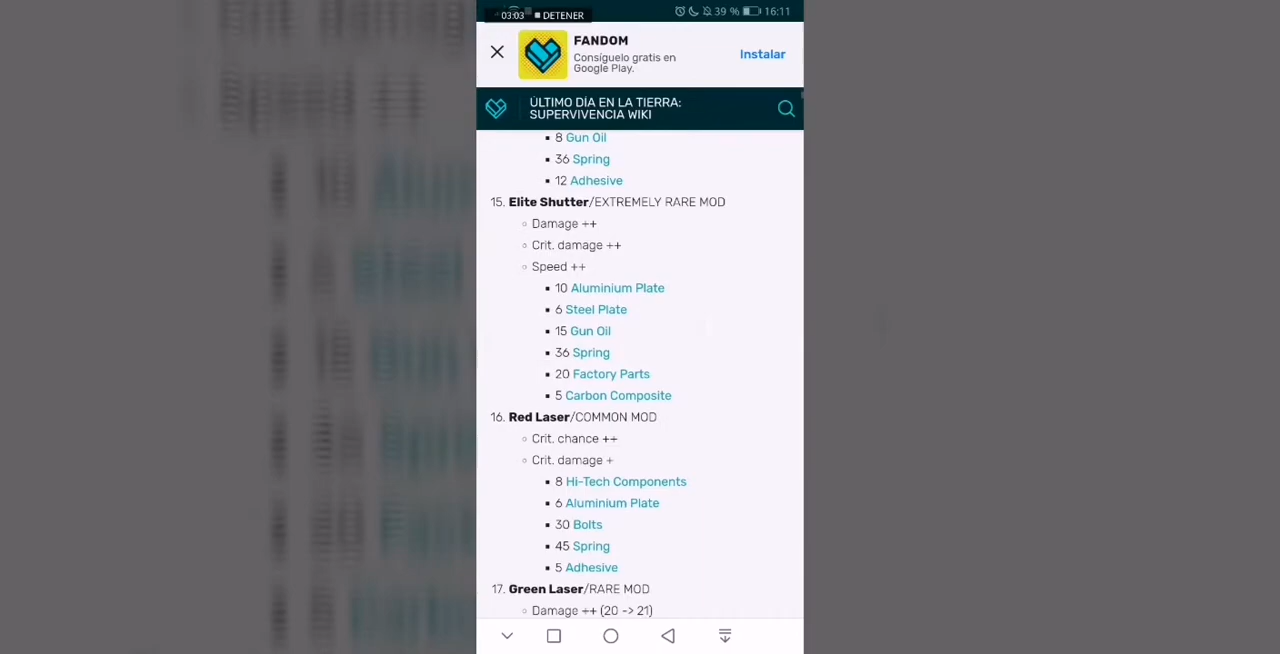 03:03 ■ DETENER
39 % 16:11
FANDOM
Consíguelo gratis en
Google Play.
Instalar
ÚLTIMO DÍA EN LA TIERRA:
SUPERVIVENCIA WIKI
▪ 8 Gun Oil
▪ 36 Spring
▪ 12 Adhesive
15. Elite Shutter/EXTREMELY RARE MOD
◦ Damage ++
◦ Crit. damage ++
◦ Speed ++
▪ 10 Aluminium Plate
▪ 6 Steel Plate
▪ 15 Gun Oil
▪ 36 Spring
▪ 20 Factory Parts
▪ 5 Carbon Composite
16. Red Laser/COMMON MOD
◦ Crit. chance ++
◦ Crit. damage +
▪ 8 Hi-Tech Components
▪ 6 Aluminium Plate
▪ 30 Bolts
▪ 45 Spring
▪ 5 Adhesive
17. Green Laser/RARE MOD
◦ Damage ++ (20 -> 21)